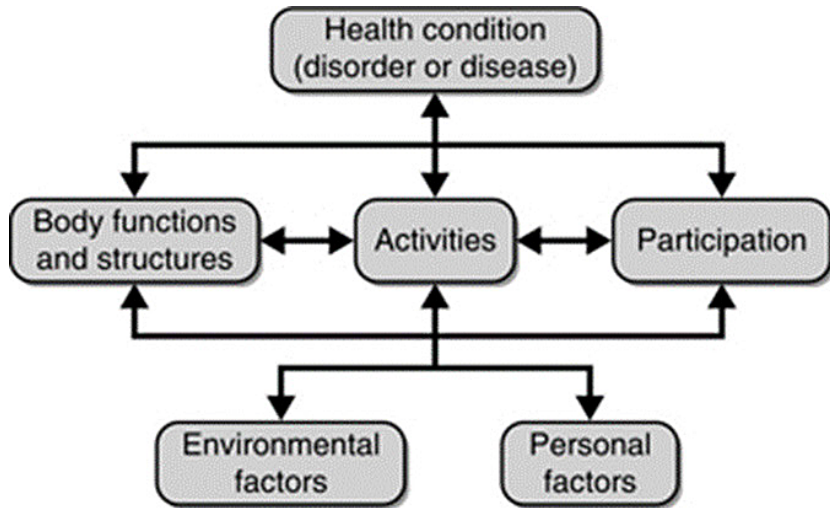 Health condition
(disorder or disease)
Body functions
and structures
Activities
Participation
Environmental
factors
Personal
factors